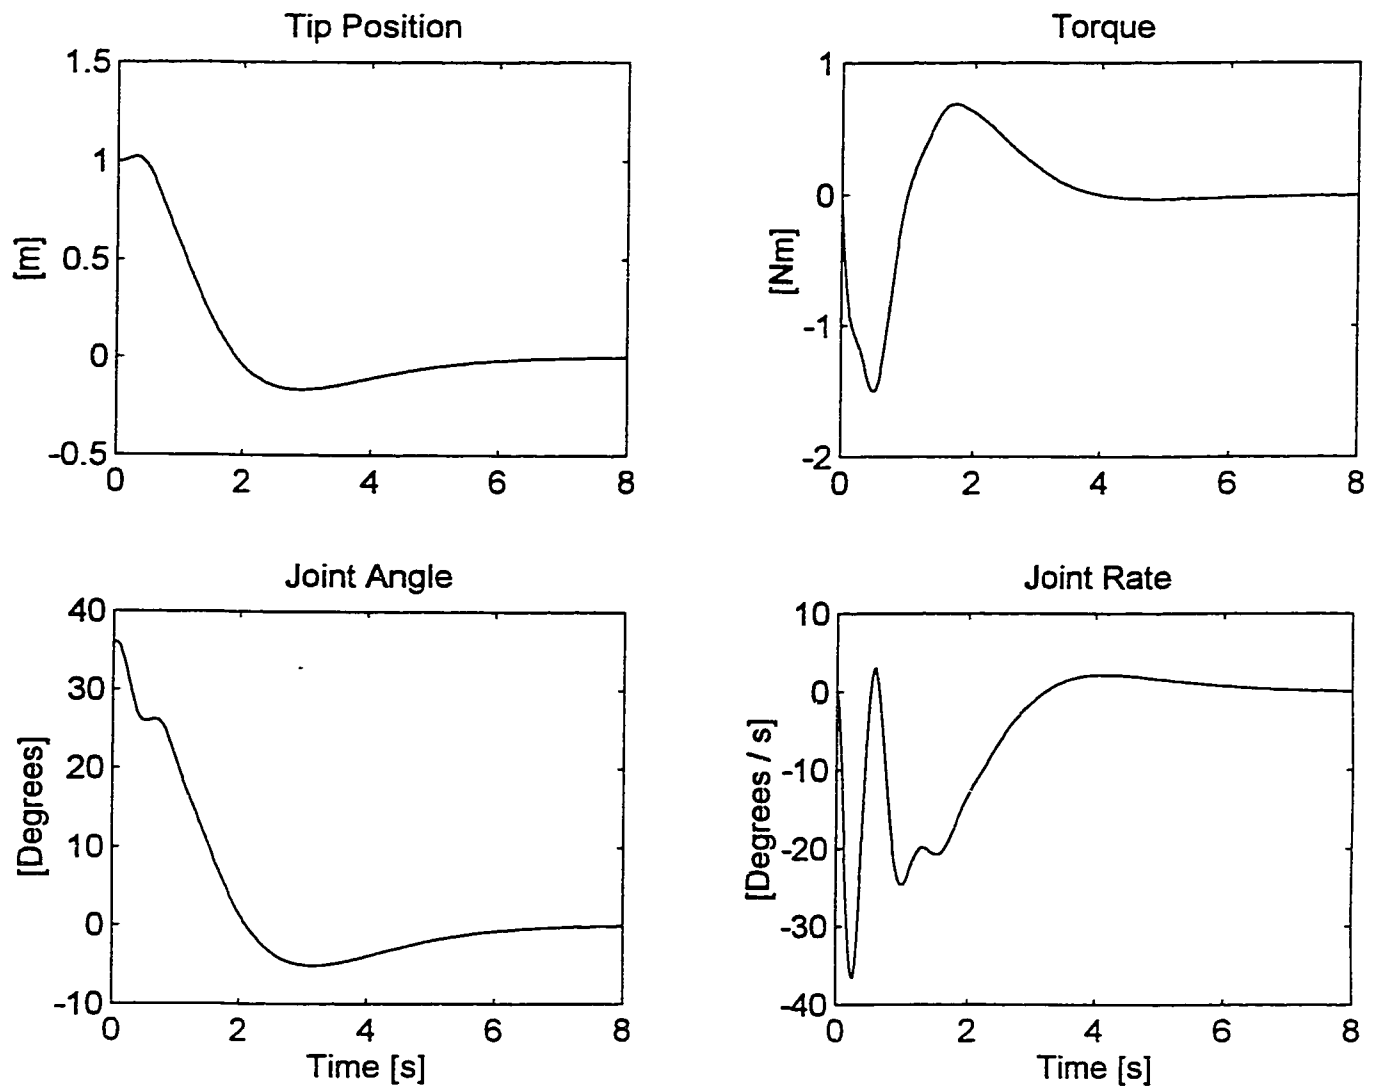 Tip Position
1.5
1
0.5
0
-0.5
[m]
0 2 4 6 8
Torque
1
0
-1
-2
[Nm]
0 2 4 6 8
Joint Angle
40
30
20
10
0
-10
[Degrees]
0 2 4 6 8
Time [s]
Joint Rate
10
0
-10
-20
-30
-40
[Degrees / s]
0 2 4 6 8
Time [s]